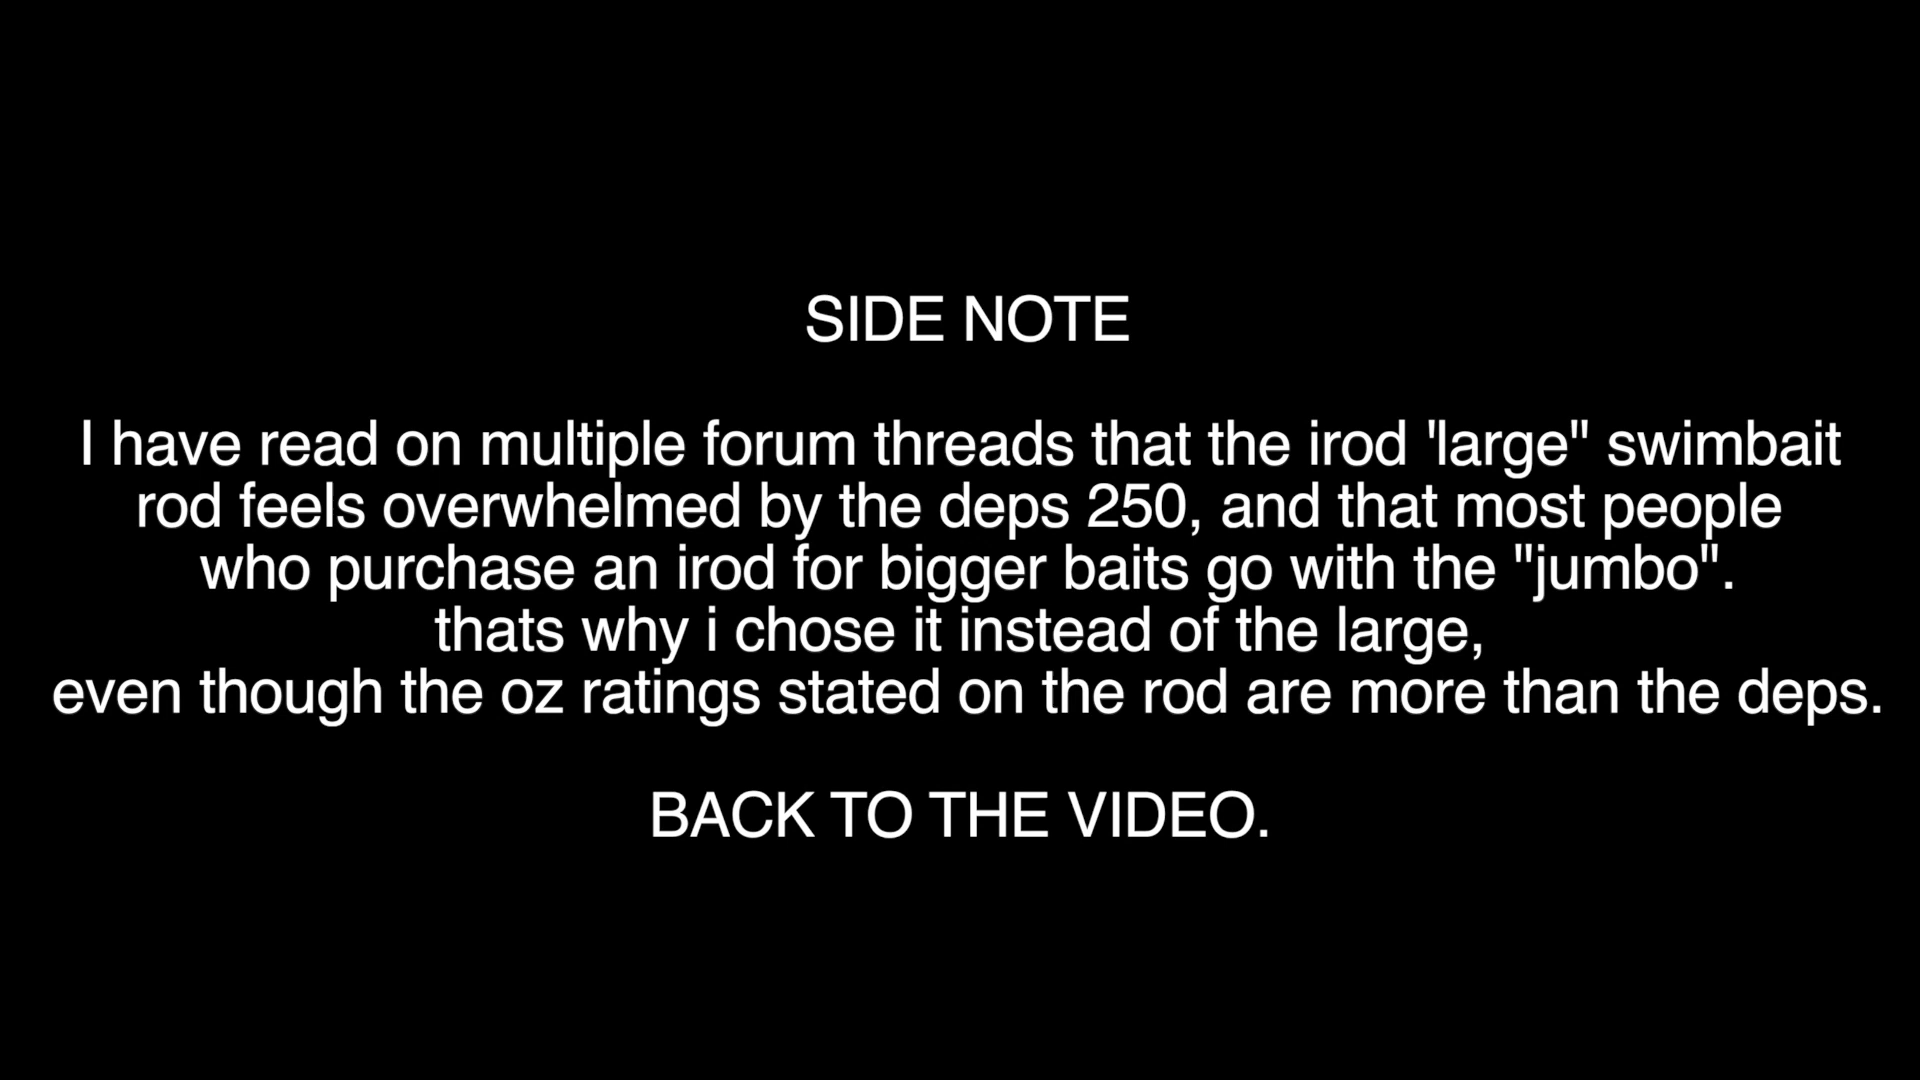 SIDE NOTE
I have read on multiple forum threads that the irod 'large" swimbait
rod feels overwhelmed by the deps 250, and that most people
who purchase an irod for bigger baits go with the "jumbo".
thats why i chose it instead of the large,
even though the oz ratings stated on the rod are more than the deps.
BACK TO THE VIDEO.